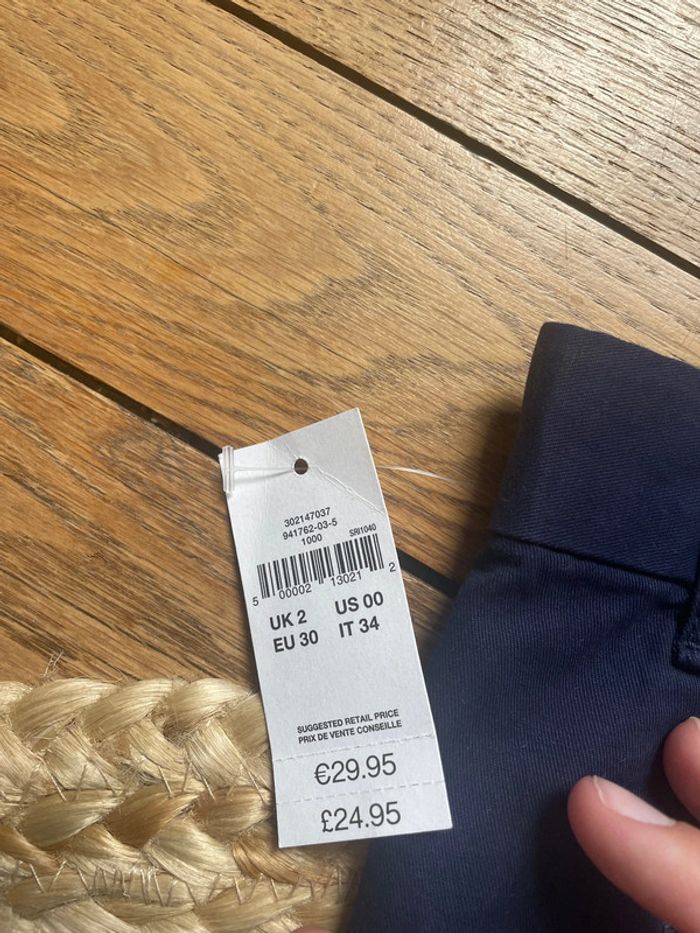 302147037
941762-03-5
1000 SRI1040
5 00002 13021 2
UK 2 US 00
EU 30 IT 34
SUGGESTED RETAIL PRICE
PRIX DE VENTE CONSEILLE
€29.95
£24.95